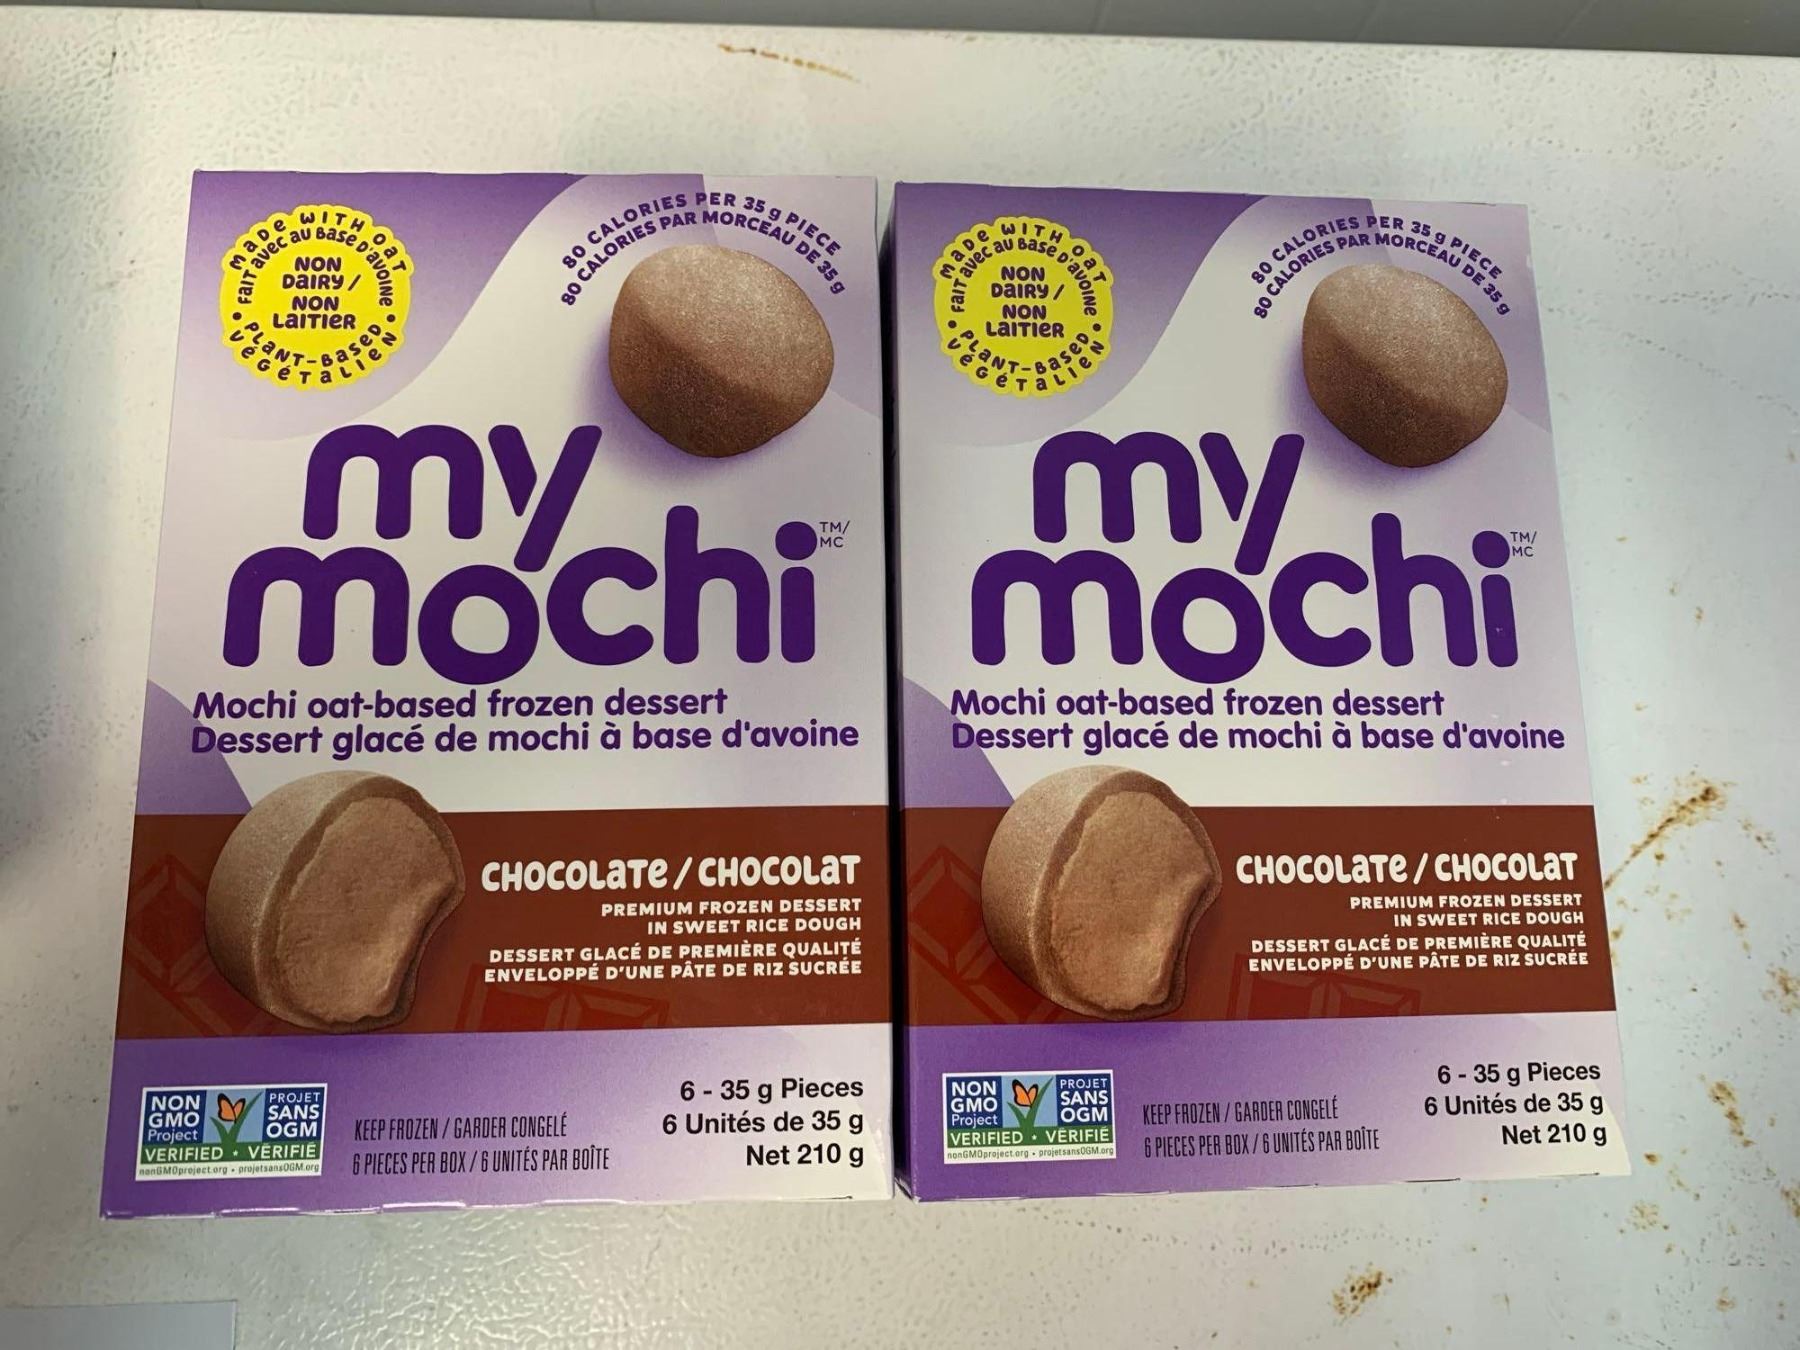 MADE WITH OAT
FAIT AVEC AU BASE D'AVOINE
NON
DAIRY /
NON
LAITIER
PLANT-BASED
VÉGÉTALIEN
80 CALORIES PER 35 g PIECE
80 CALORIES PAR MORCEAU DE 35 g
my
mochi
TM/
MC
Mochi oat-based frozen dessert
Dessert glacé de mochi à base d'avoine
CHOCOLATE / CHOCOLAT
PREMIUM FROZEN DESSERT
IN SWEET RICE DOUGH
DESSERT GLACÉ DE PREMIÈRE QUALITÉ
ENVELOPPÉ D'UNE PÂTE DE RIZ SUCRÉE
NON
GMO
Project
PROJET
SANS
OGM
VERIFIED • VÉRIFIÉ
nonGMOproject.org • projetsansOGM.org
KEEP FROZEN / GARDER CONGELÉ
6 PIECES PER BOX / 6 UNITÉS PAR BOÎTE
6 - 35 g Pieces
6 Unités de 35 g
Net 210 g
MADE WITH OAT
FAIT AVEC AU BASE D'AVOINE
NON
DAIRY /
NON
LAITIER
PLANT-BASED
VÉGÉTALIEN
80 CALORIES PER 35 g PIECE
80 CALORIES PAR MORCEAU DE 35 g
my
mochi
TM/
MC
Mochi oat-based frozen dessert
Dessert glacé de mochi à base d'avoine
CHOCOLATE / CHOCOLAT
PREMIUM FROZEN DESSERT
IN SWEET RICE DOUGH
DESSERT GLACÉ DE PREMIÈRE QUALITÉ
ENVELOPPÉ D'UNE PÂTE DE RIZ SUCRÉE
NON
GMO
Project
PROJET
SANS
OGM
VERIFIED • VÉRIFIÉ
nonGMOproject.org • projetsansOGM.org
KEEP FROZEN / GARDER CONGELÉ
6 PIECES PER BOX / 6 UNITÉS PAR BOÎTE
6 - 35 g Pieces
6 Unités de 35 g
Net 210 g